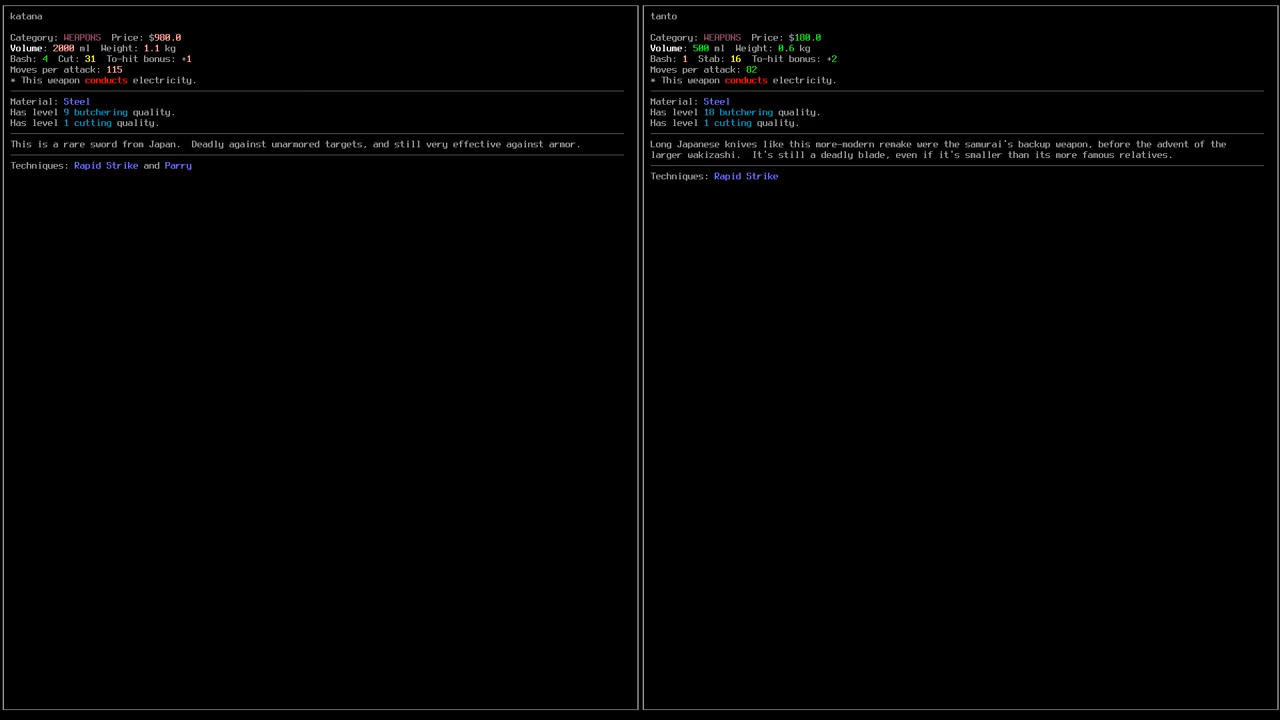 katana
Category: WEAPONS  Price: $980.0
Volume: 2000 ml  Weight: 1.1 kg
Bash: 4  Cut: 31  To-hit bonus: +1
Moves per attack: 115
* This weapon conducts electricity.
Material: Steel
Has level 9 butchering quality.
Has level 1 cutting quality.
This is a rare sword from Japan.  Deadly against unarmored targets, and still very effective against armor.
Techniques: Rapid Strike and Parry
tanto
Category: WEAPONS  Price: $180.0
Volume: 500 ml  Weight: 0.6 kg
Bash: 1  Stab: 16  To-hit bonus: +2
Moves per attack: 82
* This weapon conducts electricity.
Material: Steel
Has level 18 butchering quality.
Has level 1 cutting quality.
Long Japanese knives like this more-modern remake were the samurai's backup weapon, before the advent of the
larger wakizashi.  It's still a deadly blade, even if it's smaller than its more famous relatives.
Techniques: Rapid Strike